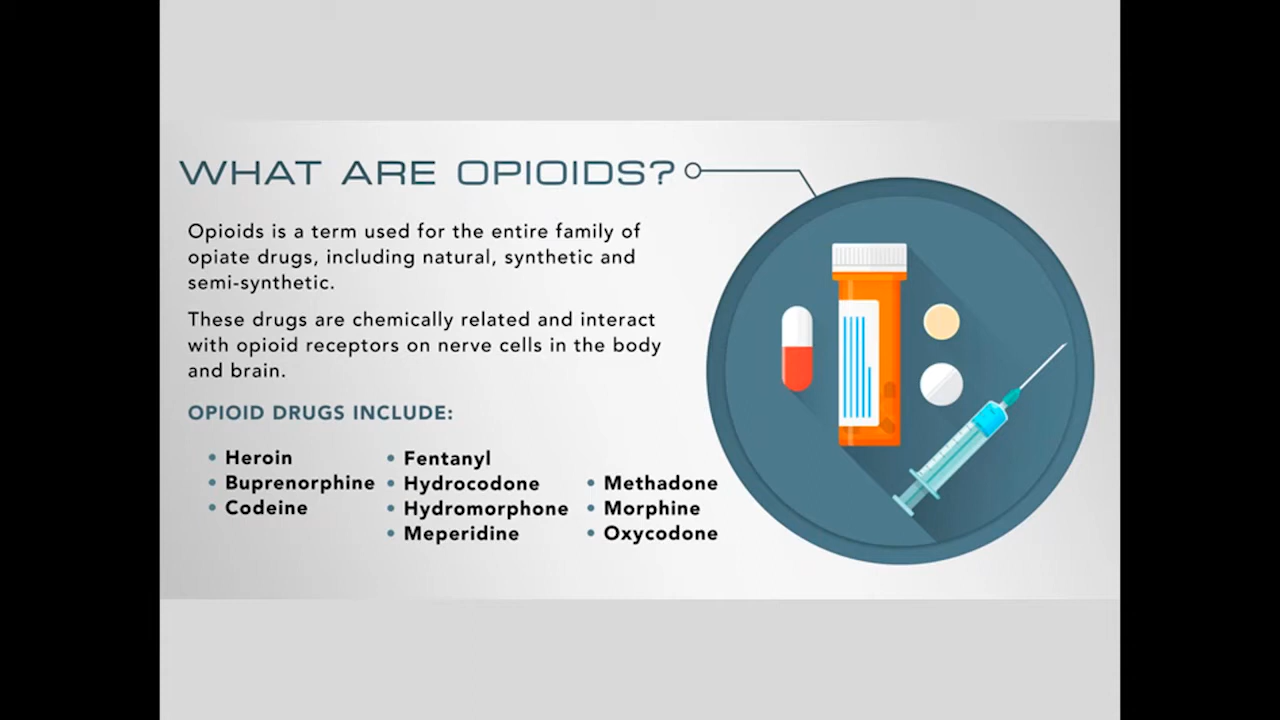 WHAT ARE OPIOIDS?
Opioids is a term used for the entire family of
opiate drugs, including natural, synthetic and
semi-synthetic.
These drugs are chemically related and interact
with opioid receptors on nerve cells in the body
and brain.
OPIOID DRUGS INCLUDE:
• Heroin
• Buprenorphine
• Codeine
• Fentanyl
• Hydrocodone
• Hydromorphone
• Meperidine
• Methadone
• Morphine
• Oxycodone